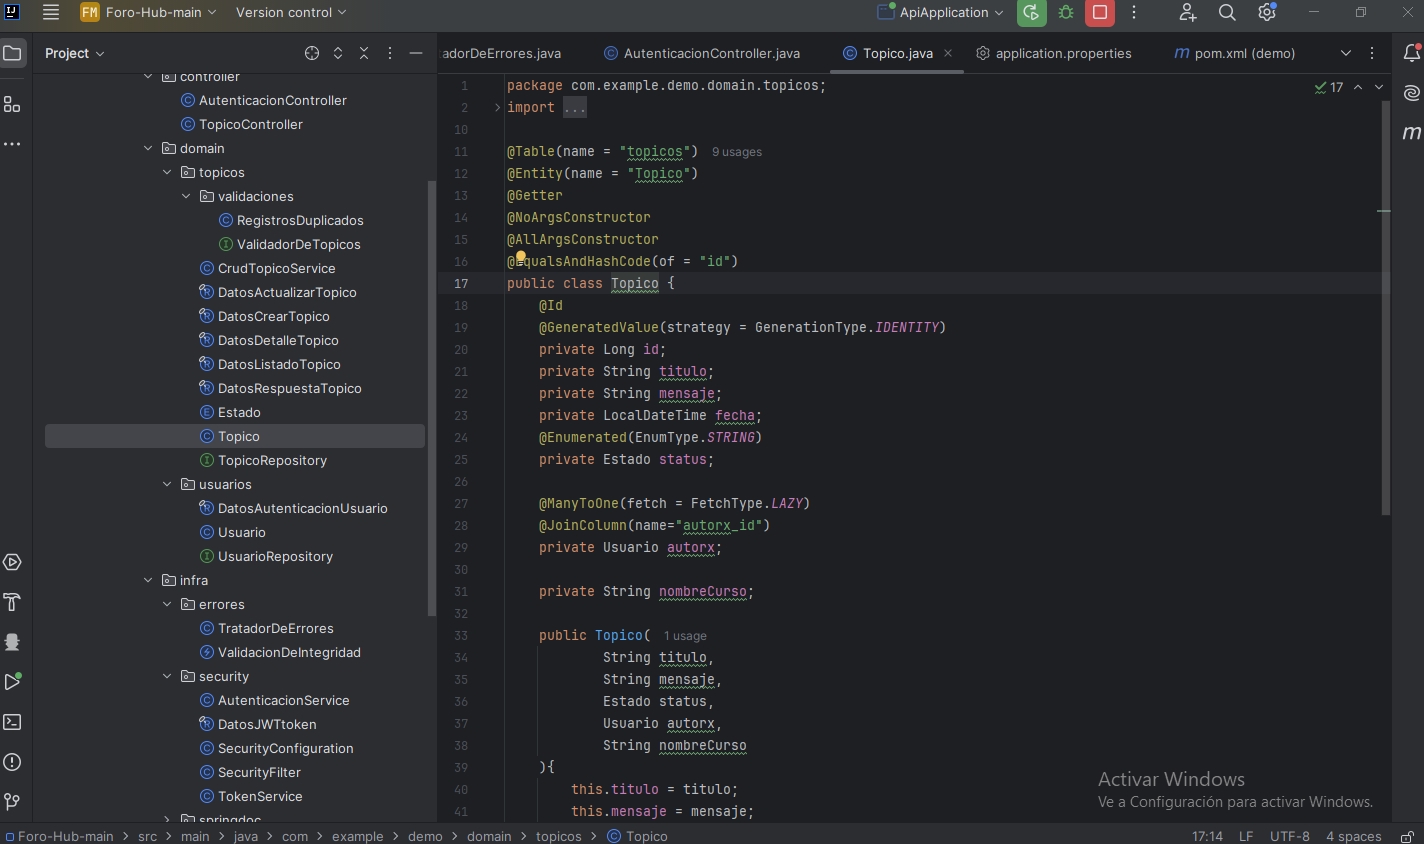 FM Foro-Hub-main Version control ApiApplication
Project
tadorDeErrores.java AutenticacionController.java Topico.java application.properties pom.xml (demo)
controller
AutenticacionController
TopicoController
domain
topicos
validaciones
RegistrosDuplicados
ValidadorDeTopicos
CrudTopicoService
DatosActualizarTopico
DatosCrearTopico
DatosDetalleTopico
DatosListadoTopico
DatosRespuestaTopico
Estado
Topico
TopicoRepository
usuarios
DatosAutenticacionUsuario
Usuario
UsuarioRepository
infra
errores
TratadorDeErrores
ValidacionDeIntegridad
security
AutenticacionService
DatosJWTtoken
SecurityConfiguration
SecurityFilter
TokenService
springdoc
17
1 package com.example.demo.domain.topicos;
2 import ...
10
11 @Table(name = "topicos") 9 usages
12 @Entity(name = "Topico")
13 @Getter
14 @NoArgsConstructor
15 @AllArgsConstructor
16 @EqualsAndHashCode(of = "id")
17 public class Topico {
18 @Id
19 @GeneratedValue(strategy = GenerationType.IDENTITY)
20 private Long id;
21 private String titulo;
22 private String mensaje;
23 private LocalDateTime fecha;
24 @Enumerated(EnumType.STRING)
25 private Estado status;
26
27 @ManyToOne(fetch = FetchType.LAZY)
28 @JoinColumn(name="autorx_id")
29 private Usuario autorx;
30
31 private String nombreCurso;
32
33 public Topico( 1 usage
34 String titulo,
35 String mensaje,
36 Estado status,
37 Usuario autorx,
38 String nombreCurso
39 ){
40 this.titulo = titulo;
41 this.mensaje = mensaje;
Activar Windows
Ve a Configuración para activar Windows.
Foro-Hub-main > src > main > java > com > example > demo > domain > topicos > Topico 17:14 LF UTF-8 4 spaces